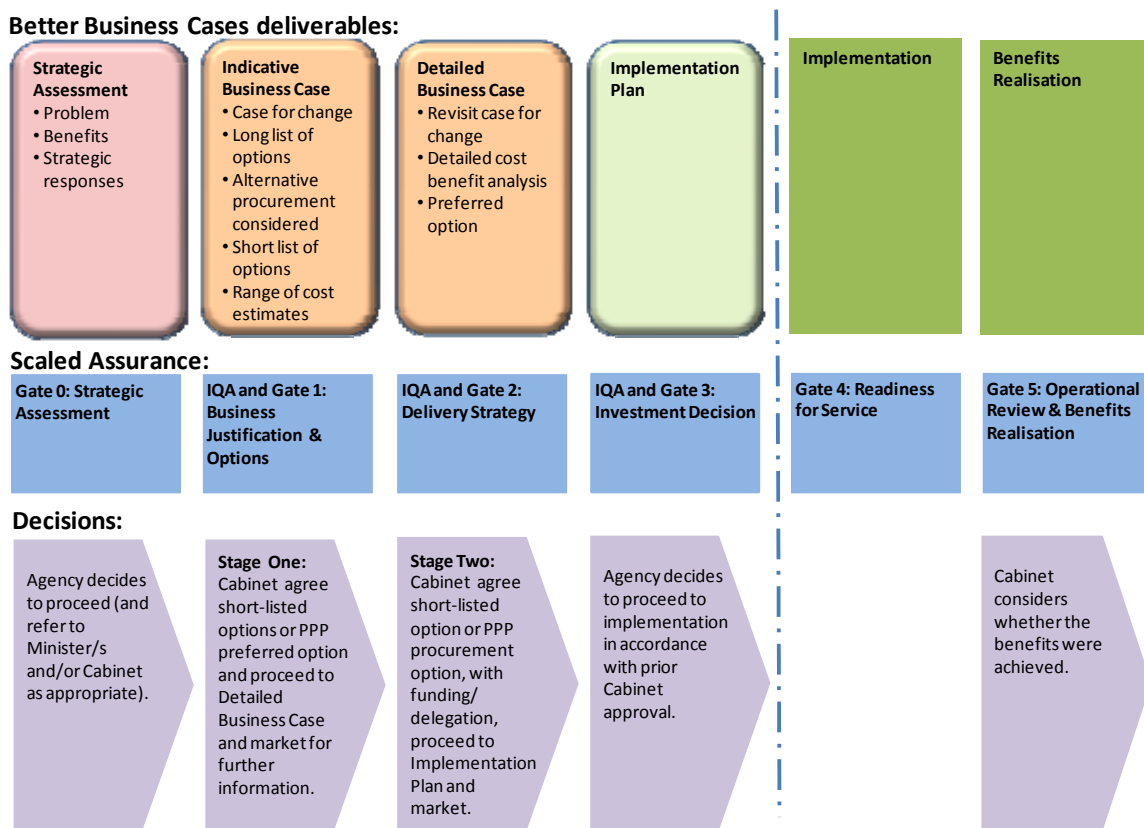 Better Business Cases deliverables:
Strategic
Assessment
• Problem
• Benefits
• Strategic
responses
Indicative
Business Case
• Case for change
• Long list of
options
• Alternative
procurement
considered
• Short list of
options
• Range of cost
estimates
Detailed
Business Case
• Revisit case for
change
• Detailed cost
benefit analysis
• Preferred
option
Implementation
Plan
Implementation
Benefits
Realisation
Scaled Assurance:
Gate 0: Strategic
Assessment
IQA and Gate 1:
Business
Justification &
Options
IQA and Gate 2:
Delivery Strategy
IQA and Gate 3:
Investment Decision
Gate 4: Readiness
for Service
Gate 5: Operational
Review & Benefits
Realisation
Decisions:
Agency decides
to proceed (and
refer to
Minister/s
and/or Cabinet
as appropriate).
Stage One:
Cabinet agree
short-listed
options or PPP
preferred option
and proceed to
Detailed
Business Case
and market for
further
information.
Stage Two:
Cabinet agree
short-listed
option or PPP
procurement
option, with
funding/
delegation,
proceed to
Implementation
Plan and
market.
Agency decides
to proceed to
implementation
in accordance
with prior
Cabinet
approval.
Cabinet
considers
whether the
benefits were
achieved.